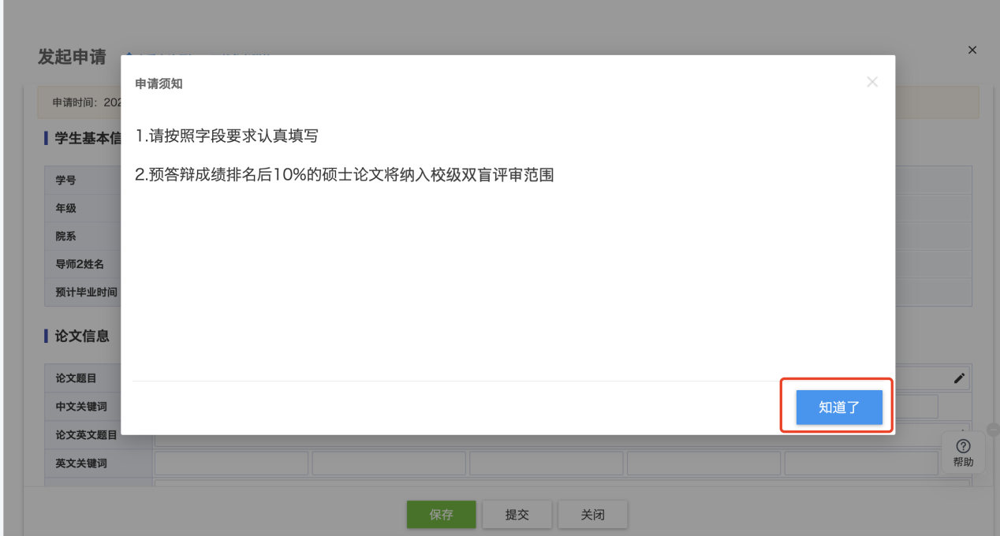 发起申请
申请须知
申请时间：202
1.请按照字段要求认真填写
学生基本信
2.预答辩成绩排名后10%的硕士论文将纳入校级双盲评审范围
学号
年级
院系
导师2姓名
预计毕业时间
论文信息
论文题目
中文关键词
知道了
论文英文题目
英文关键词
帮助
保存
提交
关闭